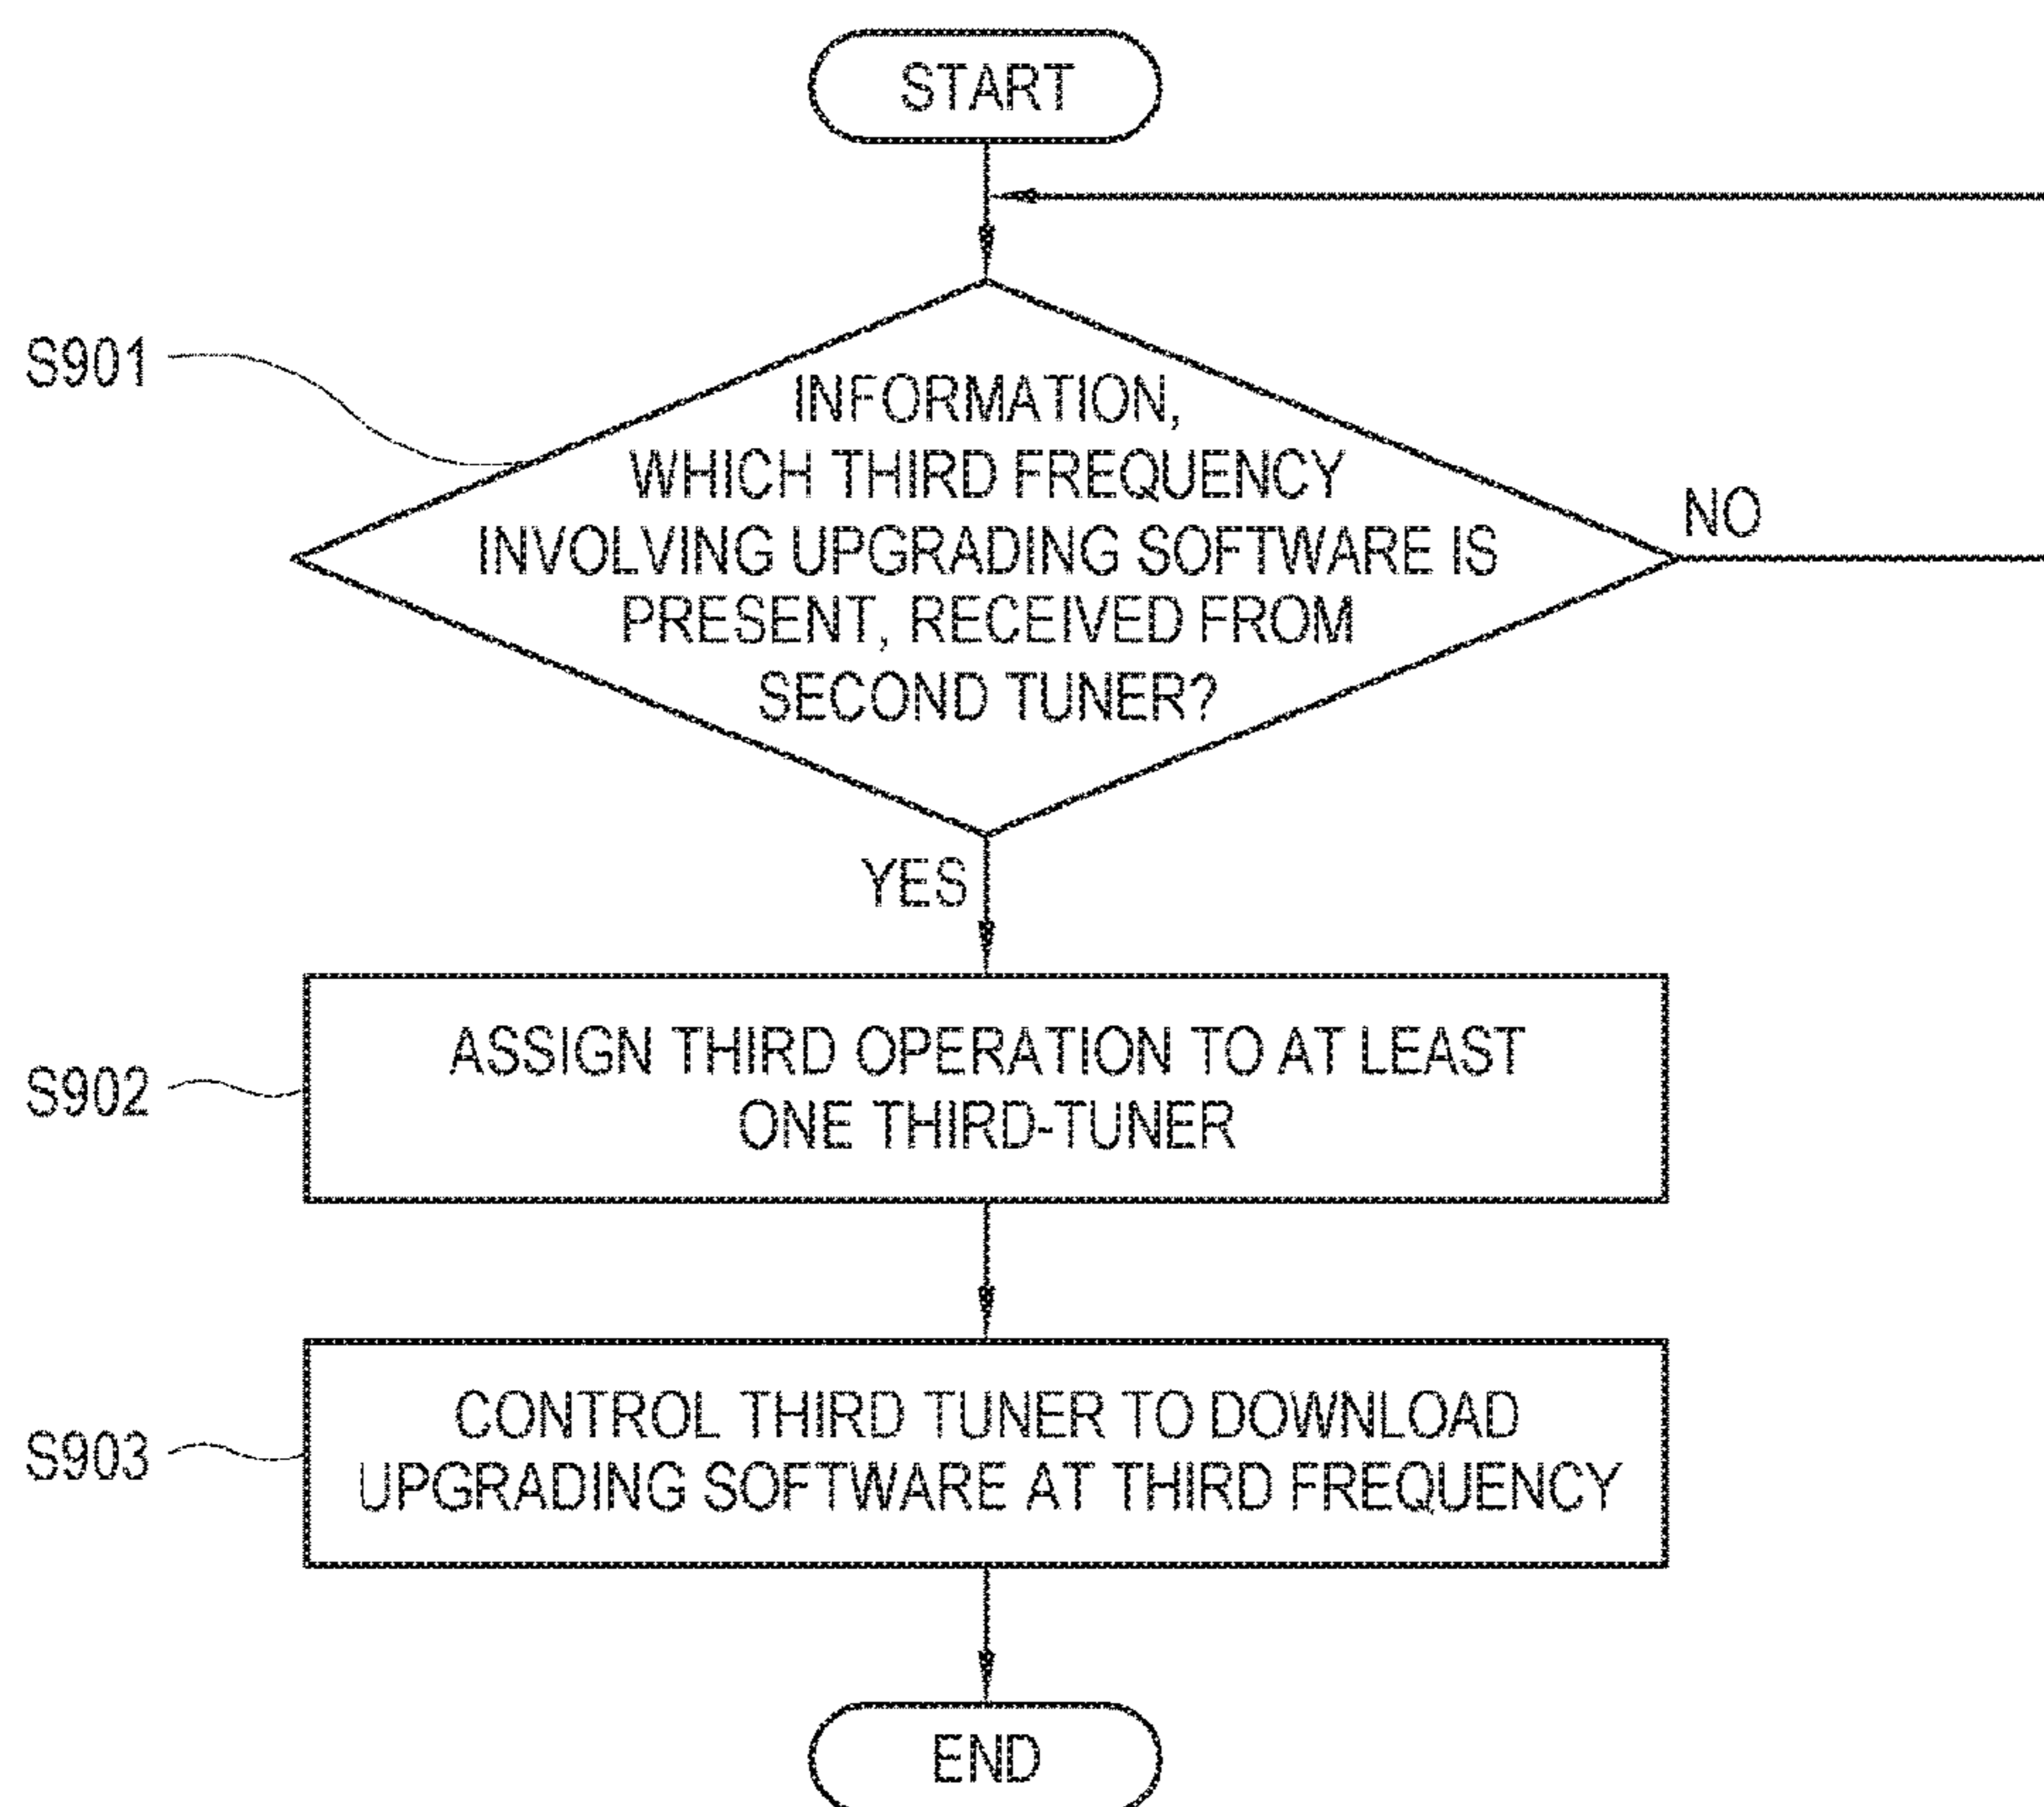 START
S901
INFORMATION,
WHICH THIRD FREQUENCY
INVOLVING UPGRADING SOFTWARE IS
PRESENT, RECEIVED FROM
SECOND TUNER?
NO
YES
S902
ASSIGN THIRD OPERATION TO AT LEAST
ONE THIRD-TUNER
S903
CONTROL THIRD TUNER TO DOWNLOAD
UPGRADING SOFTWARE AT THIRD FREQUENCY
END